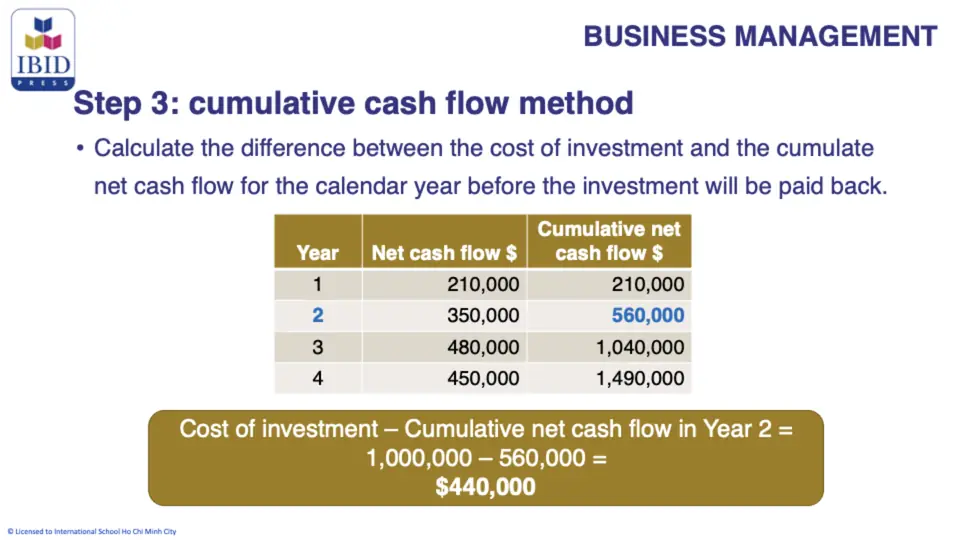 IBID
PRESS
BUSINESS MANAGEMENT
Step 3: cumulative cash flow method
• Calculate the difference between the cost of investment and the cumulate
net cash flow for the calendar year before the investment will be paid back.
Year Net cash flow $ Cumulative net cash flow $
1 210,000 210,000
2 350,000 560,000
3 480,000 1,040,000
4 450,000 1,490,000
Cost of investment – Cumulative net cash flow in Year 2 =
1,000,000 – 560,000 =
$440,000
© Licensed to International School Ho Chi Minh City